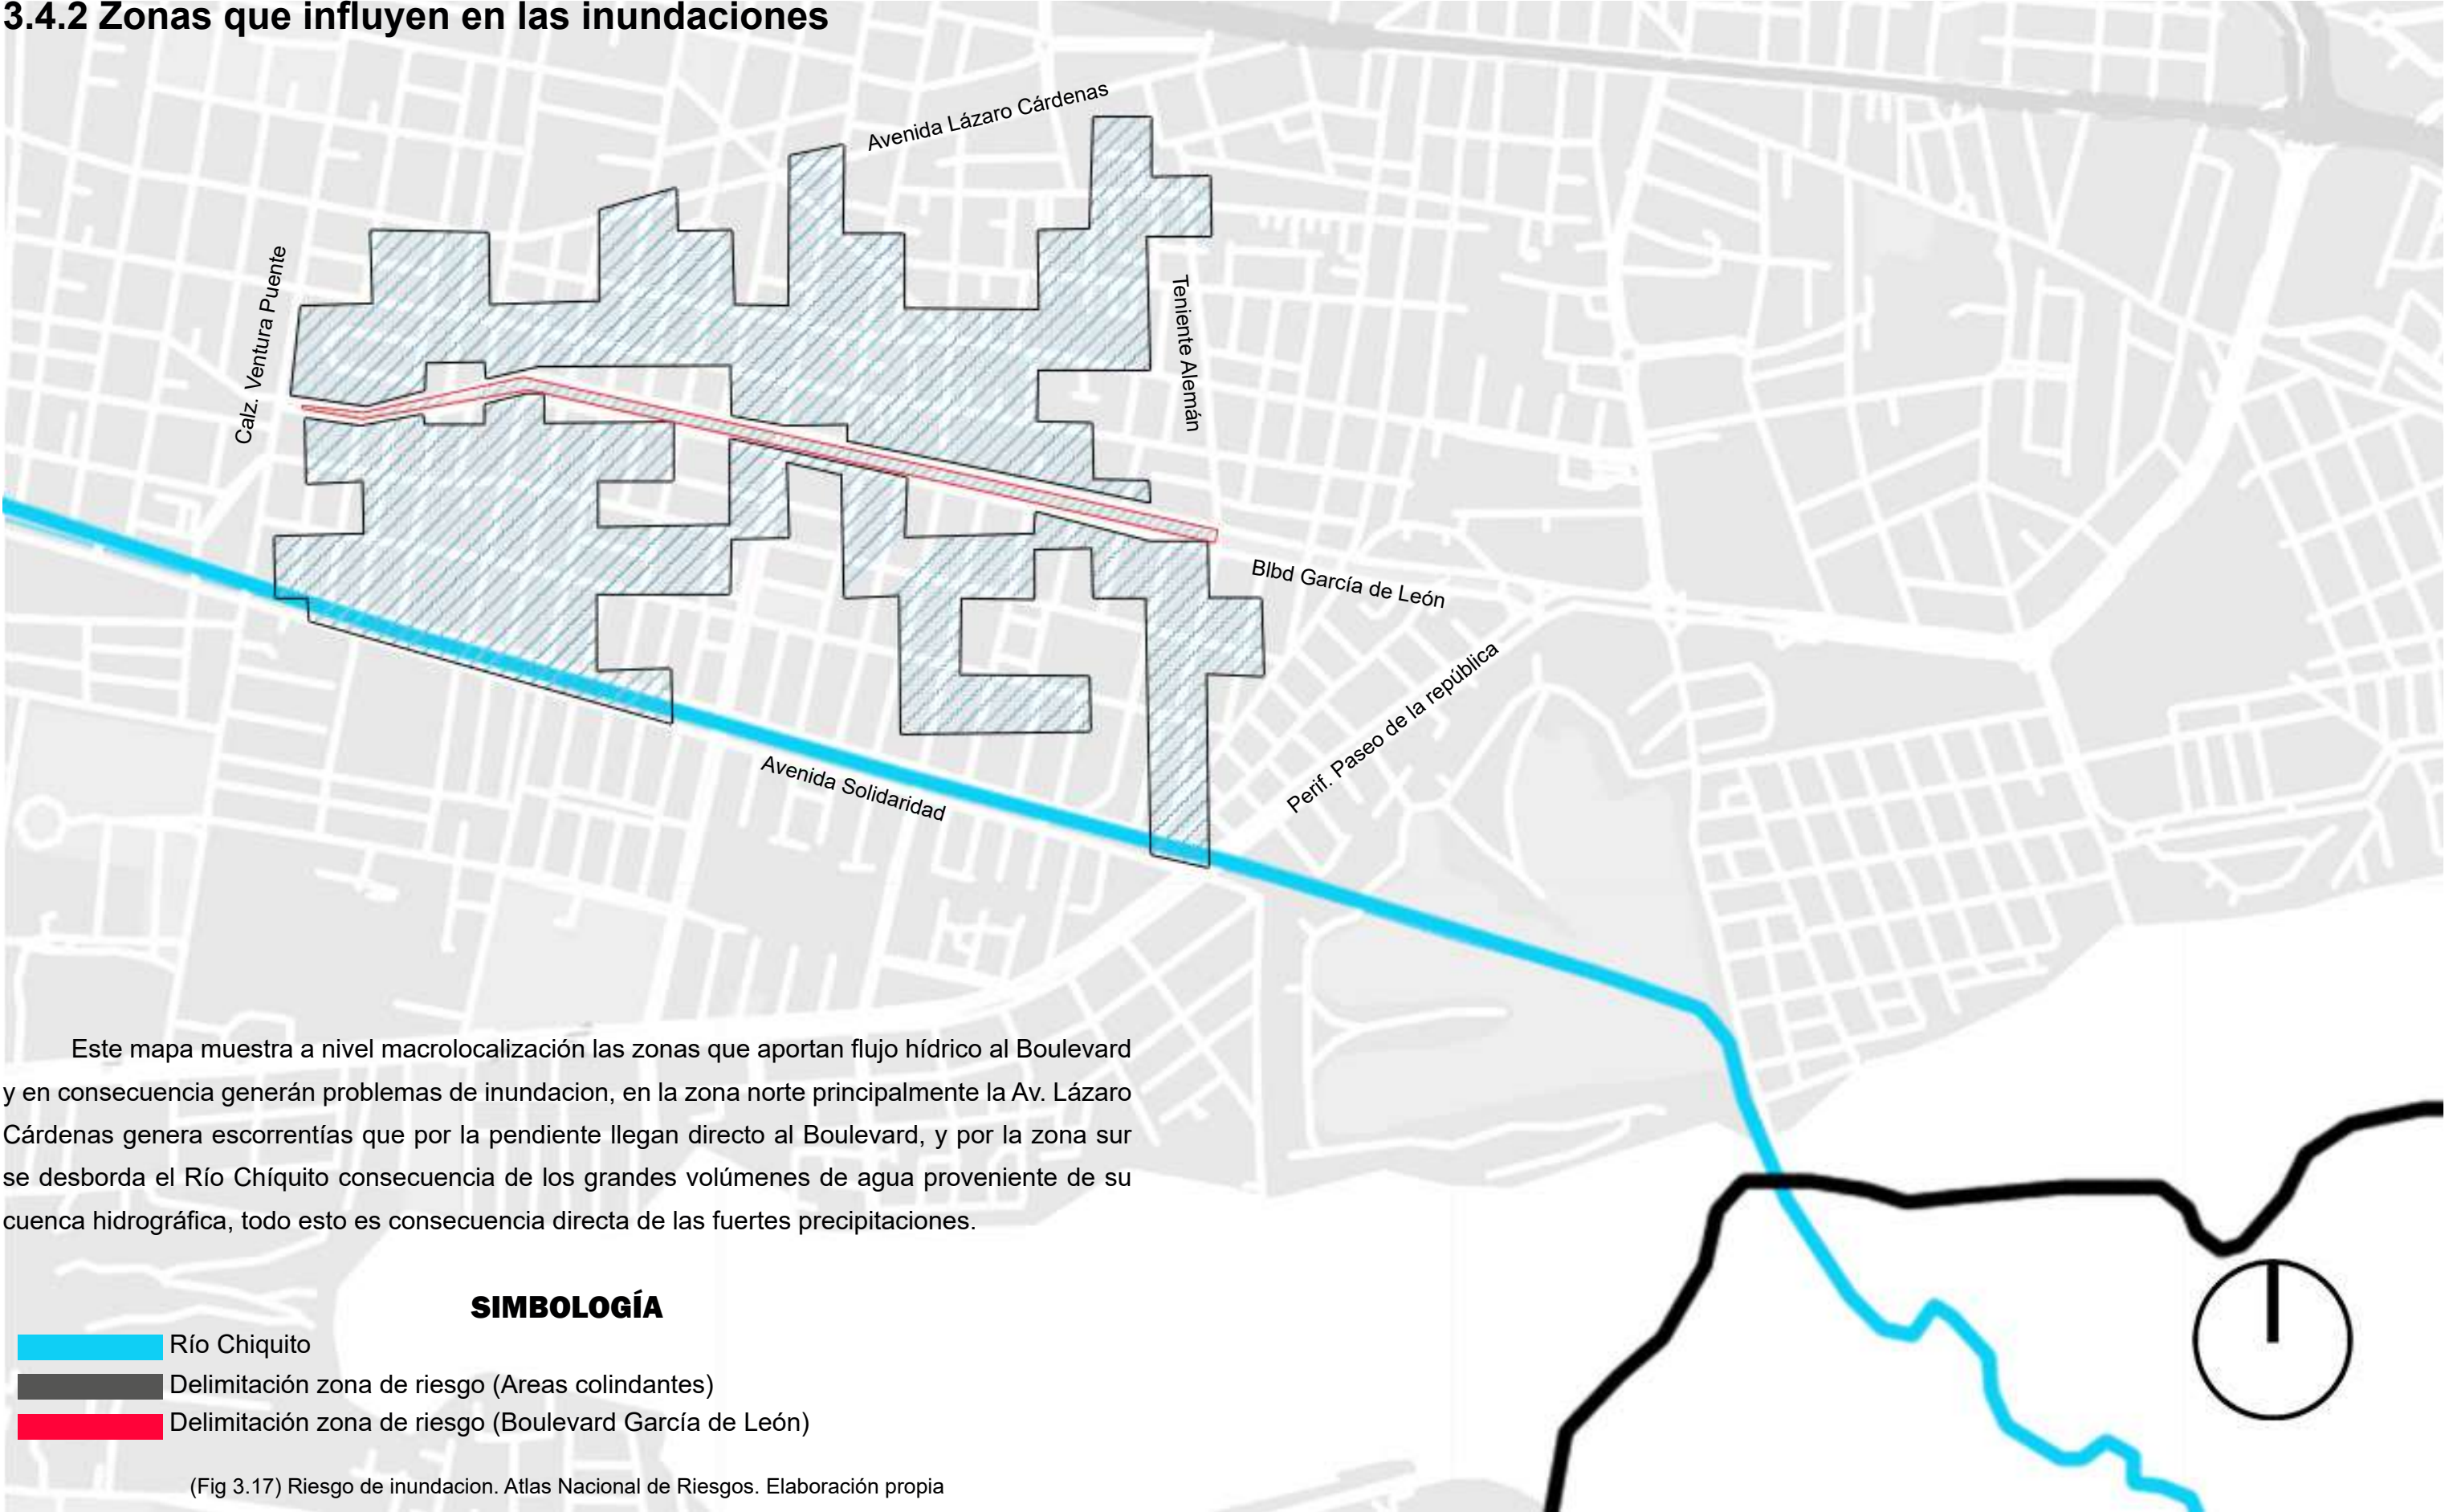 3.4.2 Zonas que influyen en las inundaciones
Avenida Lázaro Cárdenas
Calz. Ventura Puente
Teniente Alemán
Blbd García de León
Perif. Paseo de la república
Avenida Solidaridad
Este mapa muestra a nivel macrolocalización las zonas que aportan flujo hídrico al Boulevard
y en consecuencia generán problemas de inundacion, en la zona norte principalmente la Av. Lázaro
Cárdenas genera escorrentías que por la pendiente llegan directo al Boulevard, y por la zona sur
se desborda el Río Chíquito consecuencia de los grandes volúmenes de agua proveniente de su
cuenca hidrográfica, todo esto es consecuencia directa de las fuertes precipitaciones.
SIMBOLOGÍA
Río Chiquito
Delimitación zona de riesgo (Areas colindantes)
Delimitación zona de riesgo (Boulevard García de León)
(Fig 3.17) Riesgo de inundacion. Atlas Nacional de Riesgos. Elaboración propia